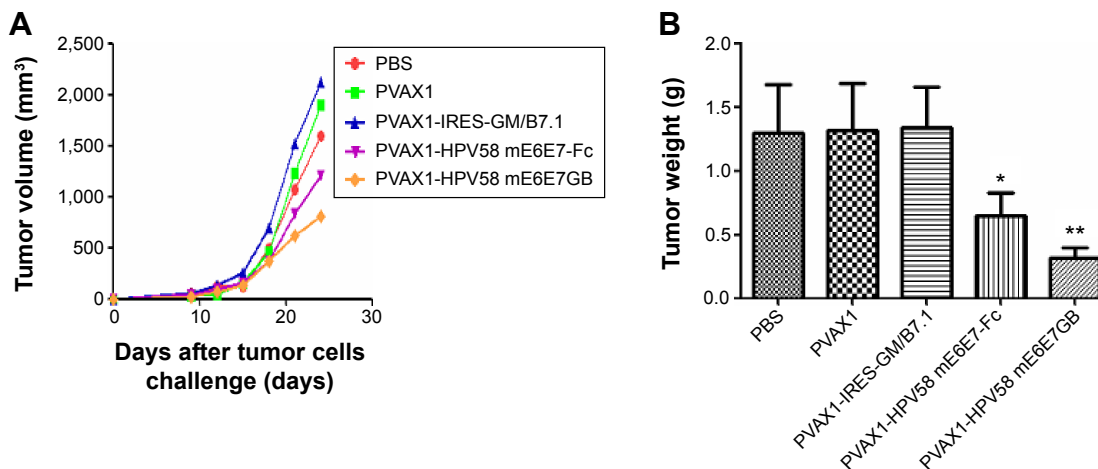 A
Tumor volume (mm³)
2,500
2,000
1,500
1,000
500
0
0
10
20
30
Days after tumor cells
challenge (days)
PBS
PVAX1
PVAX1-IRES-GM/B7.1
PVAX1-HPV58 mE6E7-Fc
PVAX1-HPV58 mE6E7GB
B
Tumor weight (g)
2.0
1.5
1.0
0.5
0.0
*
**
PBS
PVAX1
PVAX1-IRES-GM/B7.1
PVAX1-HPV58 mE6E7-Fc
PVAX1-HPV58 mE6E7GB